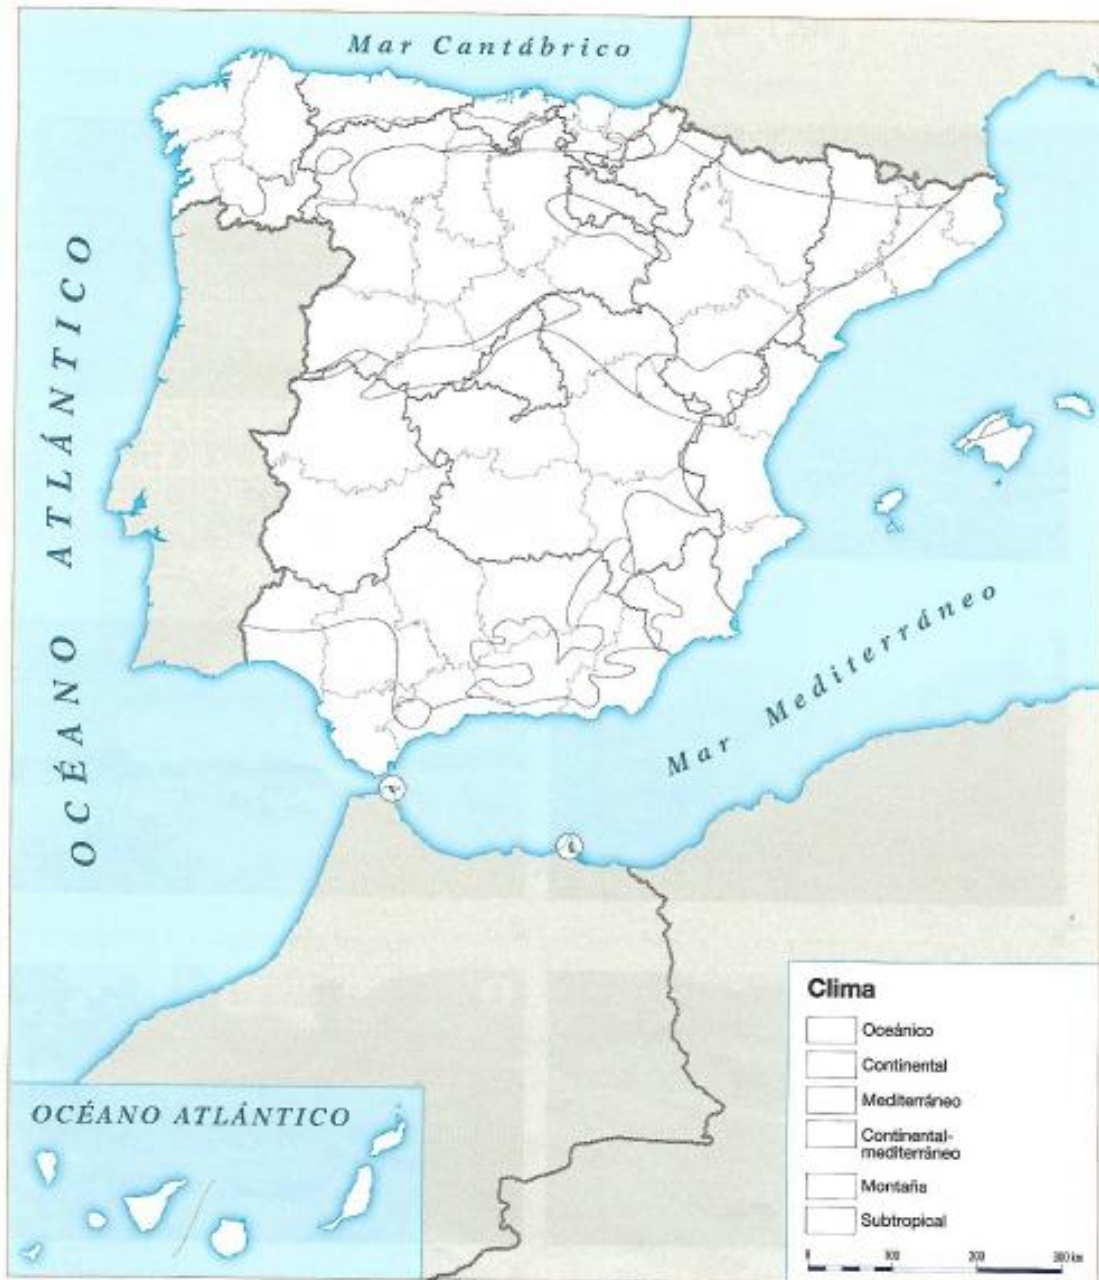 Mar Cantábrico
OCÉANO ATLÁNTICO
Mar Mediterráneo
Clima
Oceánico
Continental
Mediterráneo
Continental-
mediterráneo
Montaña
Subtropical
0 100 200 300 km
OCÉANO ATLÁNTICO